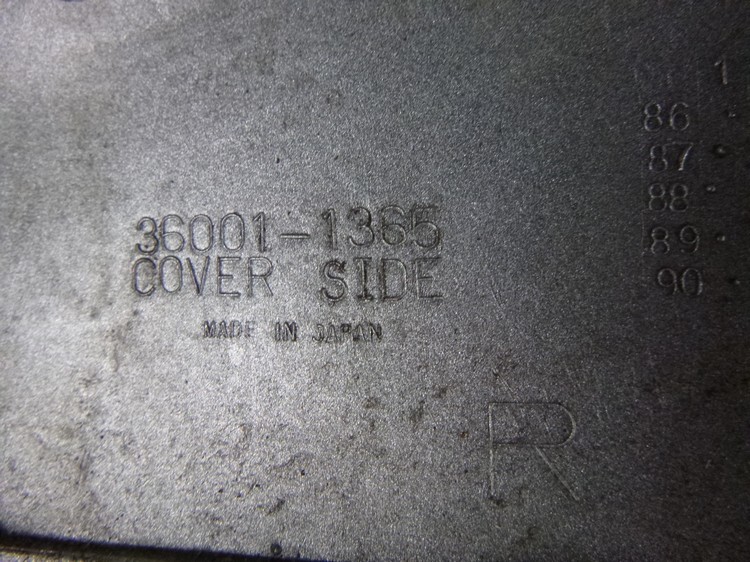 1
86
87
88
89
90
36001-1365
COVER SIDE
MADE IN JAPAN
R